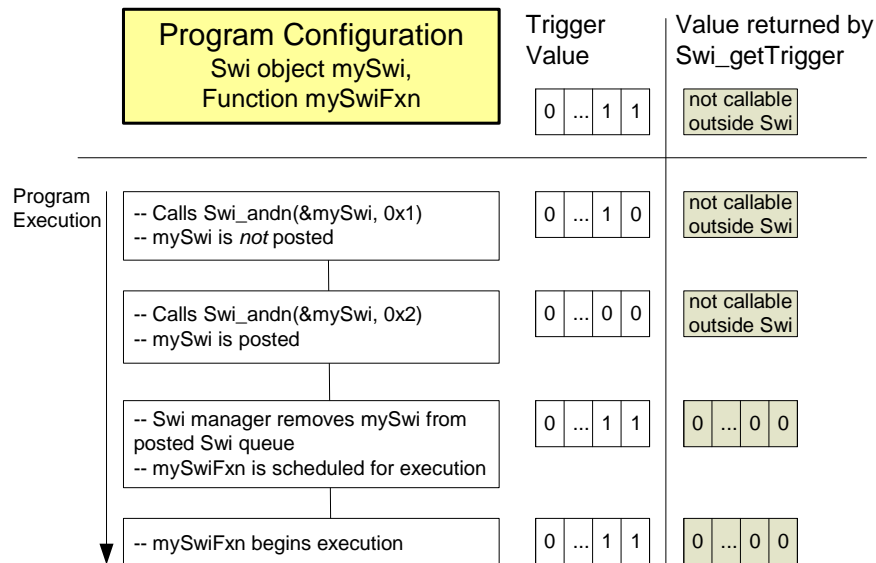 Program Configuration
Swi object mySwi,
Function mySwiFxn
Trigger
Value
Value returned by
Swi_getTrigger
0 ... 1 1
not callable
outside Swi
Program
Execution
-- Calls Swi_andn(&mySwi, 0x1)
-- mySwi is not posted
0 ... 1 0
not callable
outside Swi
-- Calls Swi_andn(&mySwi, 0x2)
-- mySwi is posted
0 ... 0 0
not callable
outside Swi
-- Swi manager removes mySwi from
posted Swi queue
-- mySwiFxn is scheduled for execution
0 ... 1 1
0 ... 0 0
-- mySwiFxn begins execution
0 ... 1 1
0 ... 0 0